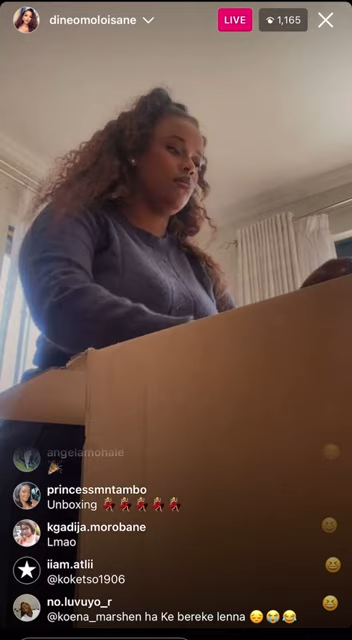 dineomoloisane
LIVE
1,165
angelamohale
🎉
princessmntambo
Unboxing 💃🏾💃🏾💃🏾💃🏾💃🏾
kgadija.morobane
Lmao
iiam.atlii
@koketso1906
no.luvuyo_r
@koena_marshen ha Ke bereke lenna 😔😭😂